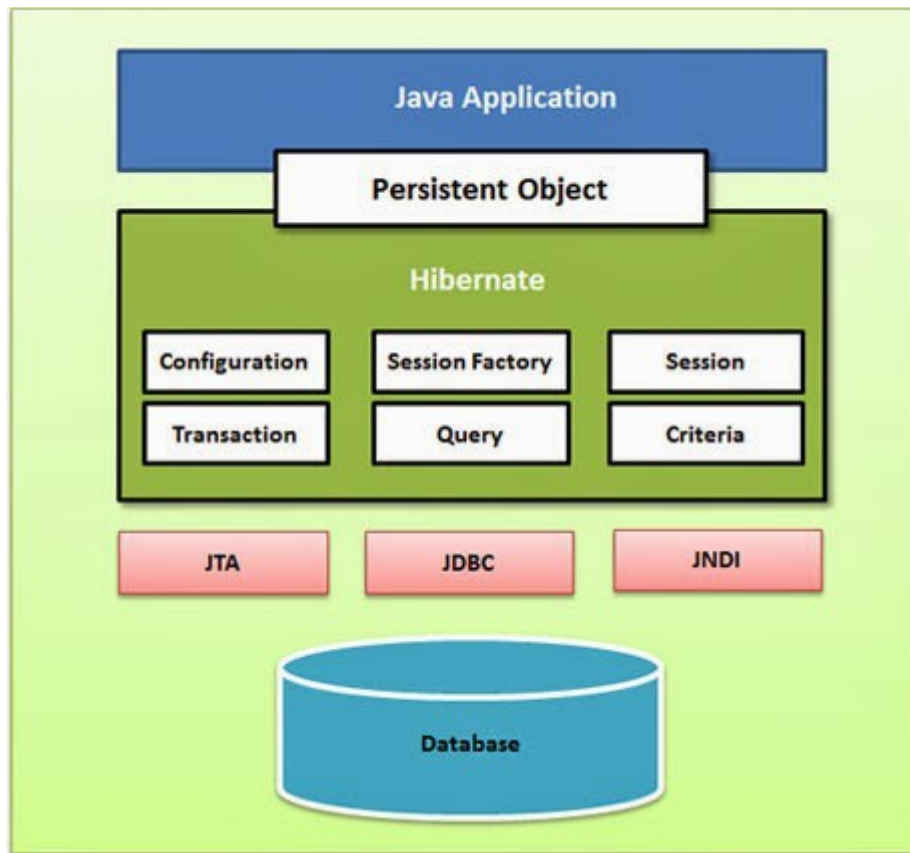 Java Application
Persistent Object
Hibernate
Configuration
Session Factory
Session
Transaction
Query
Criteria
JTA
JDBC
JNDI
Database